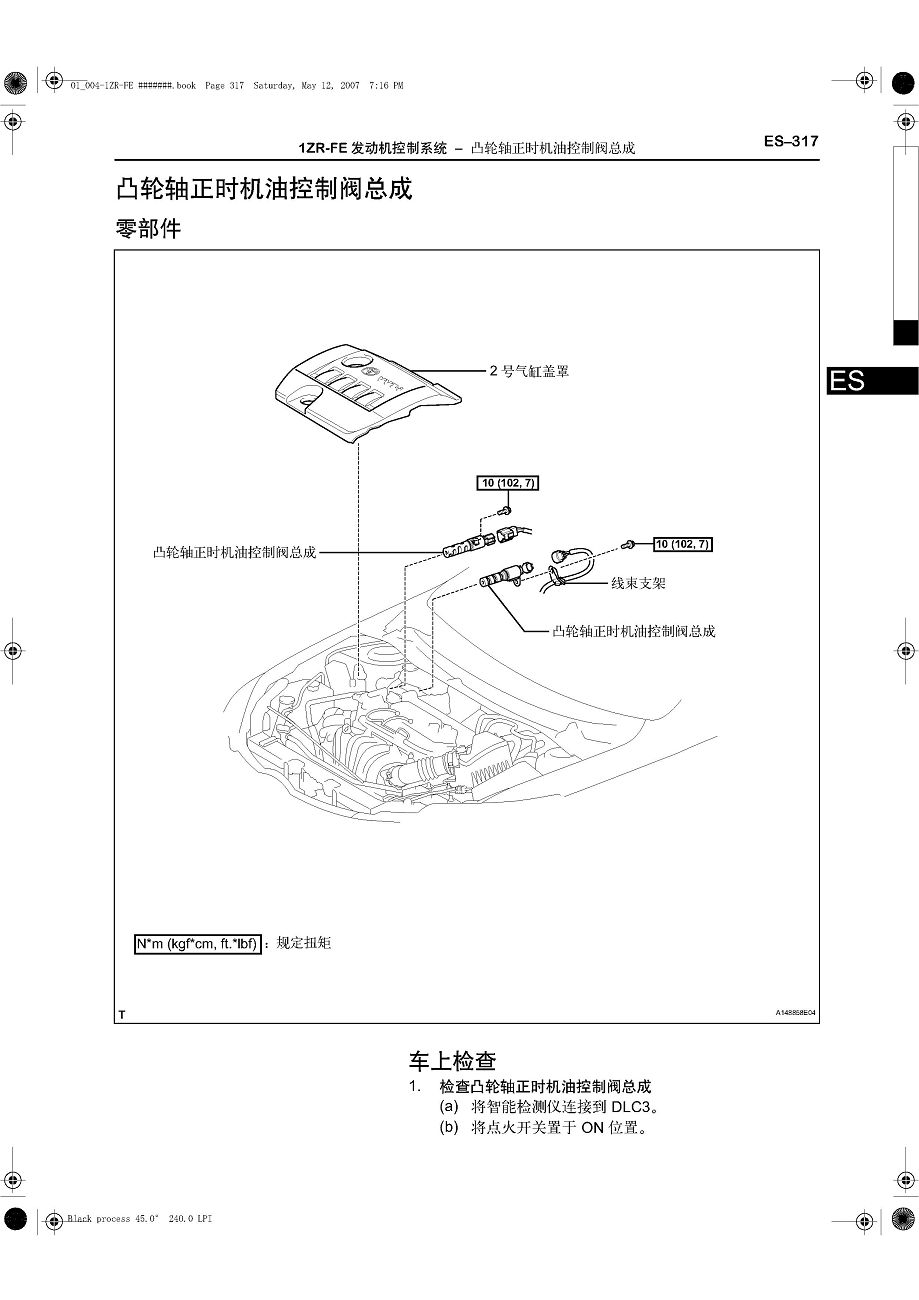 01_004-1ZR-FE #######.book Page 317 Saturday, May 12, 2007 7:16 PM
1ZR-FE 发动机控制系统 – 凸轮轴正时机油控制阀总成
ES–317
凸轮轴正时机油控制阀总成
零部件
ES
2 号气缸盖罩
10 (102, 7)
凸轮轴正时机油控制阀总成
10 (102, 7)
线束支架
凸轮轴正时机油控制阀总成
N*m (kgf*cm, ft.*lbf) : 规定扭矩
T
A148858E04
车上检查
1. 检查凸轮轴正时机油控制阀总成
(a) 将智能检测仪连接到 DLC3。
(b) 将点火开关置于 ON 位置。
Black process 45.0° 240.0 LPI